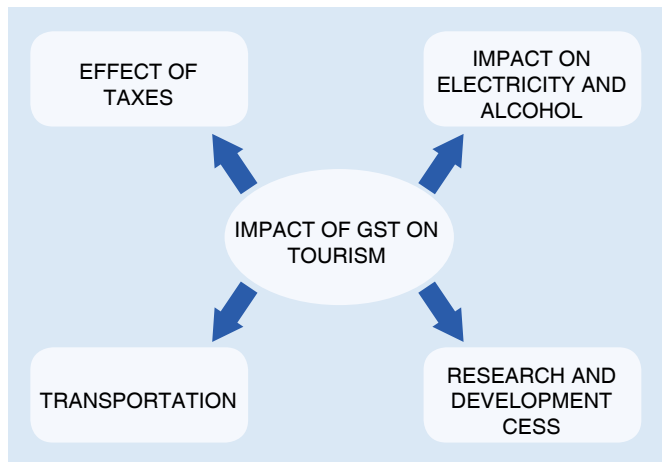 EFFECT OF
TAXES
IMPACT ON
ELECTRICITY AND
ALCOHOL
IMPACT OF GST ON
TOURISM
TRANSPORTATION
RESEARCH AND
DEVELOPMENT
CESS